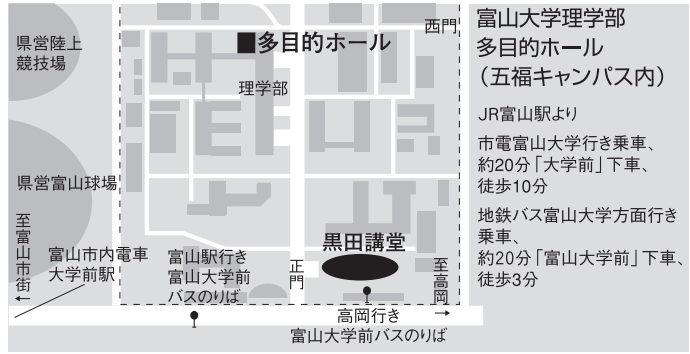 県営陸上
競技場
■多目的ホール
西門
理学部
県営富山球場
至富山市街
←
富山市内電車
大学前駅
富山駅行き
富山大学前
バスのりば
正門
黒田講堂
至高岡
→
高岡行き
富山大学前バスのりば
富山大学理学部
多目的ホール
（五福キャンパス内）
JR富山駅より
市電富山大学行き乗車、
約20分「大学前」下車、
徒歩10分
地鉄バス富山大学方面行き
乗車、
約20分「富山大学前」下車、
徒歩3分